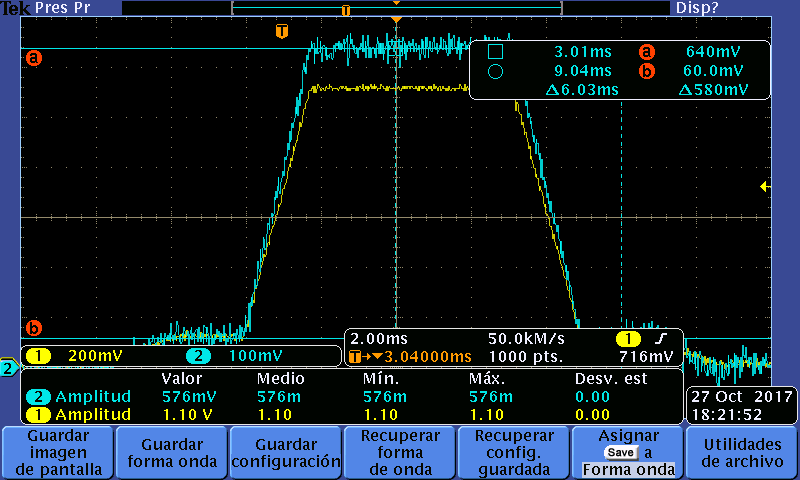 Tek Pres Pr Disp?
T
T
a
3.01ms a 640mV
9.04ms b 60.0mV
Δ6.03ms Δ580mV
b
2
1 200mV 2 100mV
2.00ms 50.0kM/s 1
T→▼3.04000ms 1000 pts. 716mV
Valor Medio Mín. Máx. Desv. est
2 Amplitud 576mV 576m 576m 576m 0.00
1 Amplitud 1.10 V 1.10 1.10 1.10 0.00
27 Oct 2017
18:21:52
Guardar
imagen
de pantalla
Guardar
forma onda
Guardar
configuración
Recuperar
forma
de onda
Recuperar
config.
guardada
Asignar
Save a
Forma onda
Utilidades
de archivo